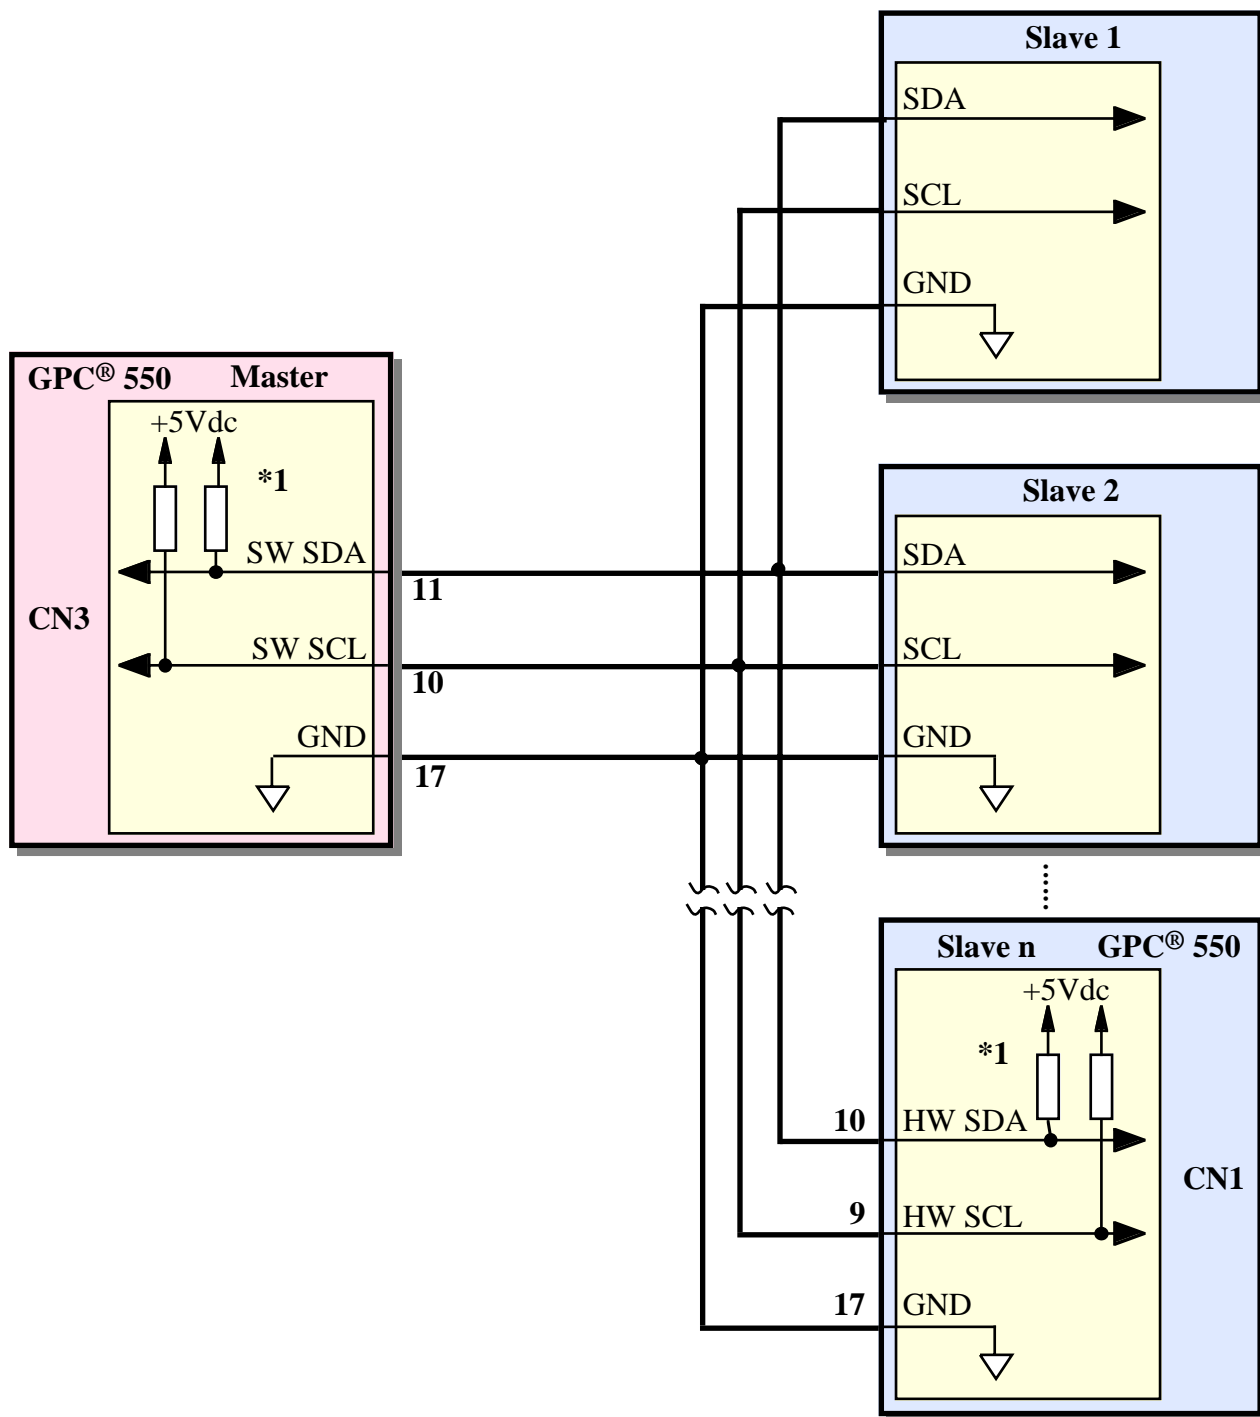 Slave 1
SDA
SCL
GND
GPC® 550 Master
+5Vdc
*1
SW SDA
11
CN3
SW SCL
10
GND
17
Slave 2
SDA
SCL
GND
Slave n GPC® 550
+5Vdc
*1
10 HW SDA
CN1
9 HW SCL
17 GND